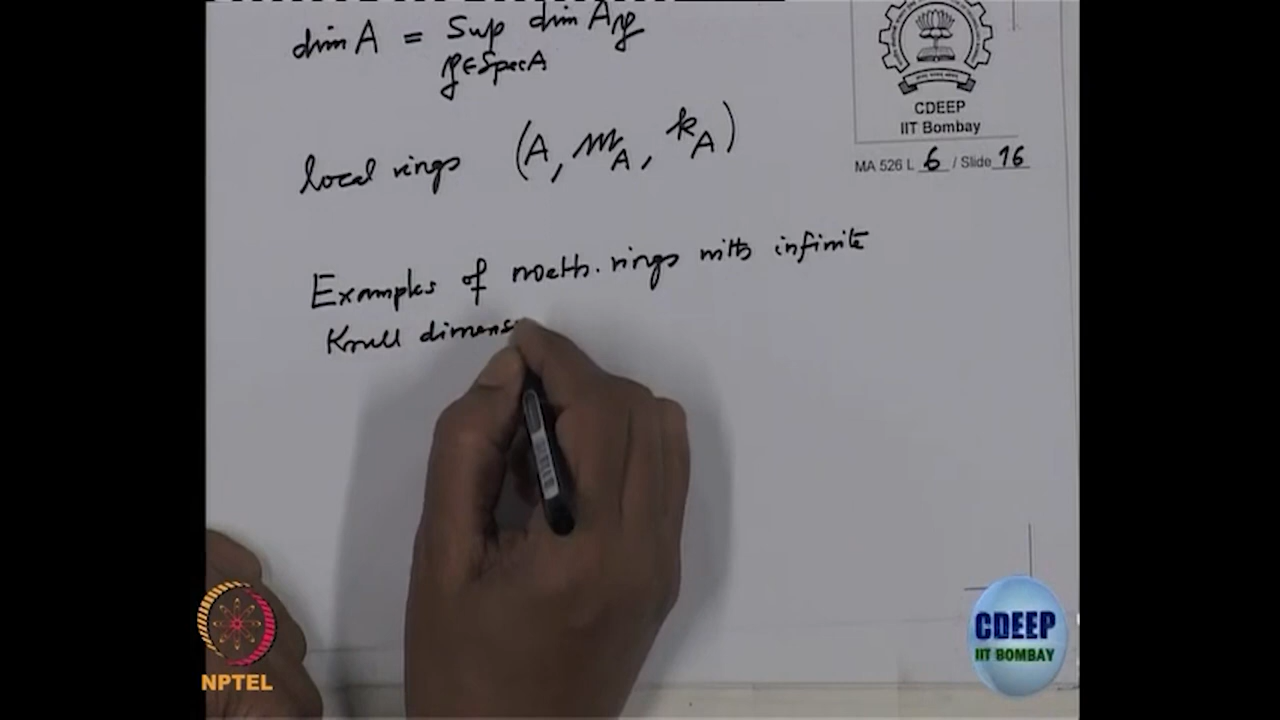 dim A = Sup dim A𝔭
𝔭∈Spec A
local rings (A, 𝔪_A, k_A)
CDEEP
IIT Bombay
MA 526 L 6 / Slide 16
Examples of noeth. rings with infinite
Krull dimens
NPTEL
CDEEP
IIT BOMBAY